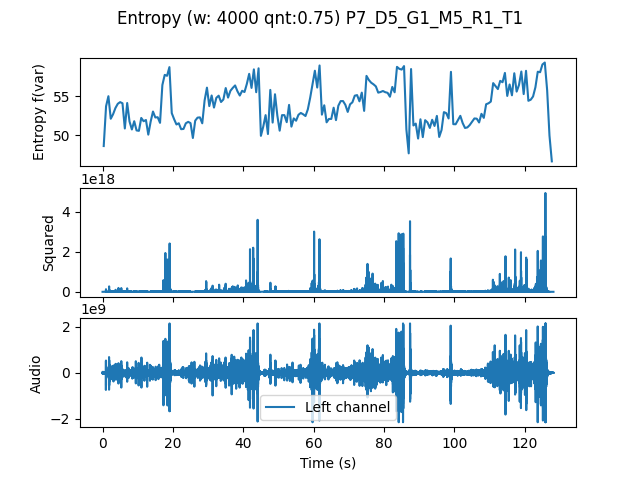 Entropy (w: 4000 qnt:0.75) P7_D5_G1_M5_R1_T1
Entropy f(var)
55
50
1e18
Squared
4
2
0
1e9
Audio
2
0
−2
Left channel
0 20 40 60 80 100 120
Time (s)